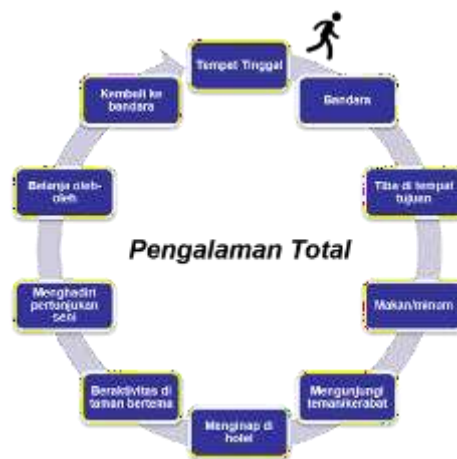 Tempat Tinggal
Bandara
Tiba di tempat
tujuan
Makan/minum
Mengunjungi
teman/kerabat
Menginap di
hotel
Beraktivitas di
taman bertema
Menghadiri
pertunjukan
seni
Belanja oleh-
oleh
Kembali ke
bandara
Pengalaman Total